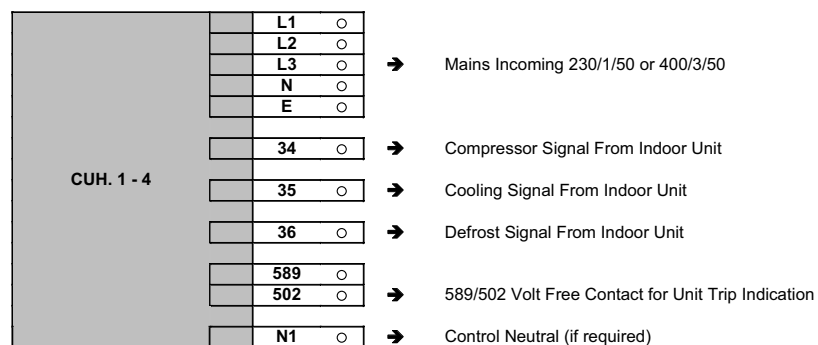 L1
L2
L3 ➔ Mains Incoming 230/1/50 or 400/3/50
N
E
34 ➔ Compressor Signal From Indoor Unit
CUH. 1 - 4
35 ➔ Cooling Signal From Indoor Unit
36 ➔ Defrost Signal From Indoor Unit
589
502 ➔ 589/502 Volt Free Contact for Unit Trip Indication
N1 ➔ Control Neutral (if required)